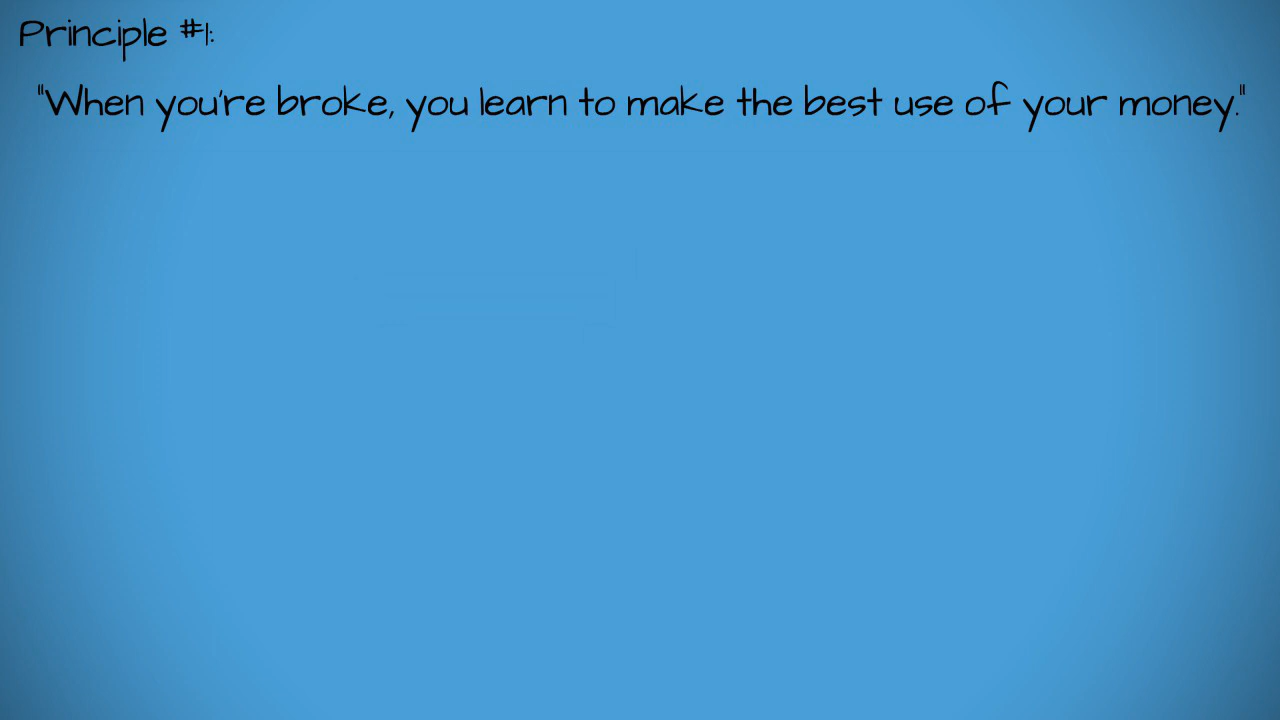 Principle #1:
"When you're broke, you learn to make the best use of your money."